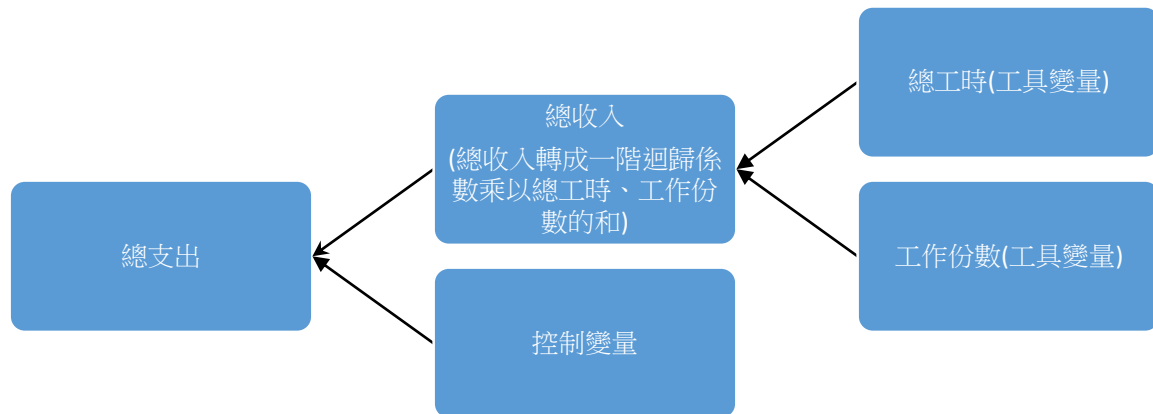 總支出
總收入
(總收入轉成一階迴歸係
數乘以總工時、工作份
數的和)
控制變量
總工時(工具變量)
工作份數(工具變量)